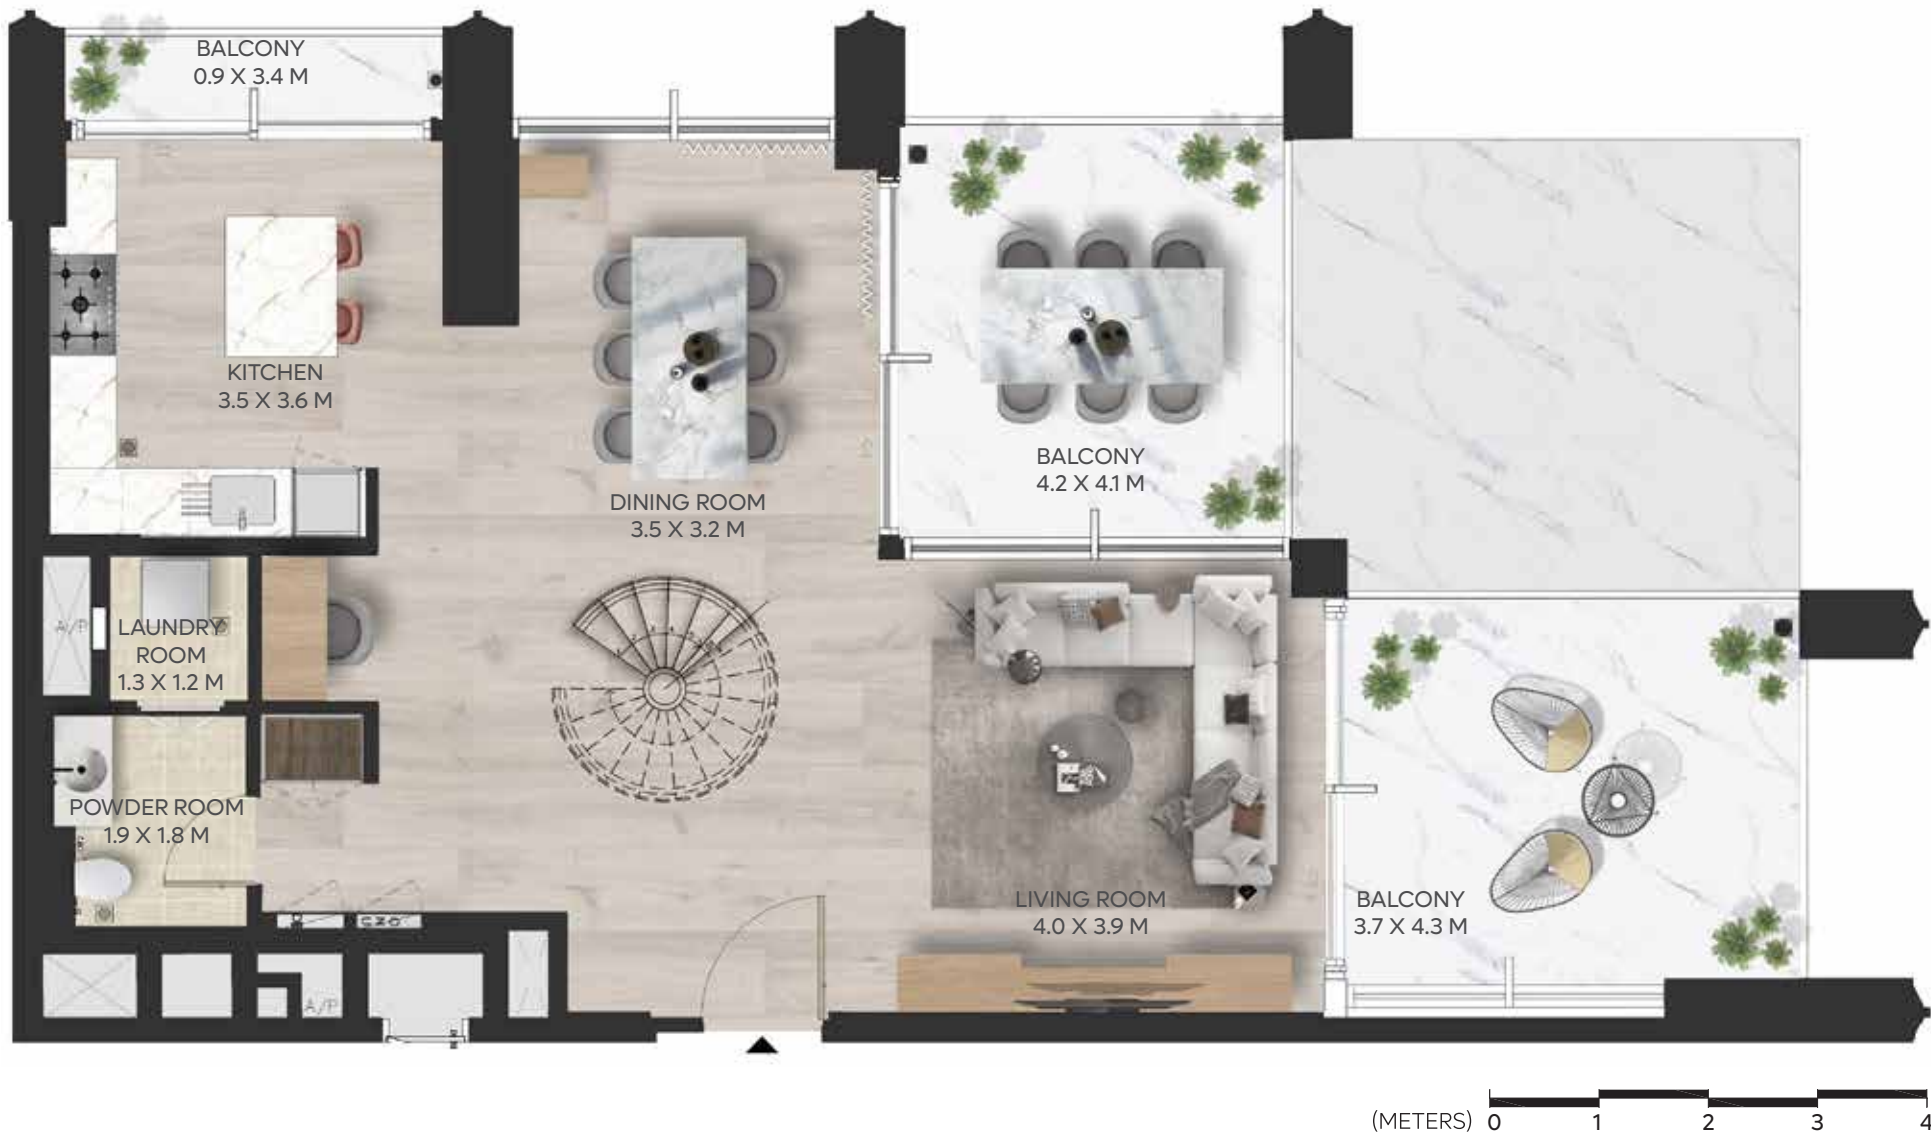 BALCONY
0.9 X 3.4 M
KITCHEN
3.5 X 3.6 M
DINING ROOM
3.5 X 3.2 M
BALCONY
4.2 X 4.1 M
A/P
LAUNDRY
ROOM
1.3 X 1.2 M
POWDER ROOM
1.9 X 1.8 M
LIVING ROOM
4.0 X 3.9 M
BALCONY
3.7 X 4.3 M
A/P
(METERS) 0 1 2 3 4